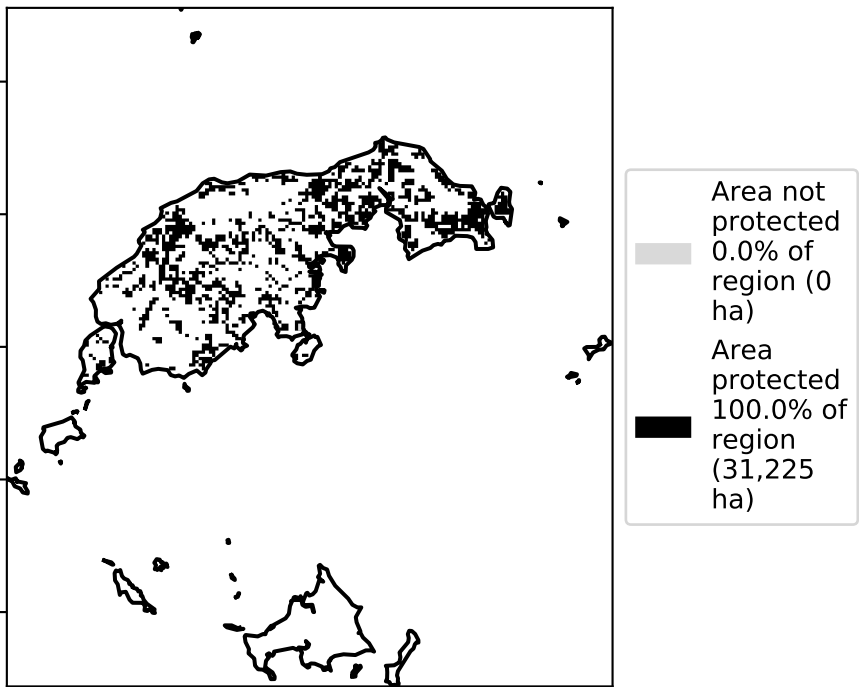 Area not
protected
0.0% of
region (0
ha)
Area
protected
100.0% of
region
(31,225
ha)